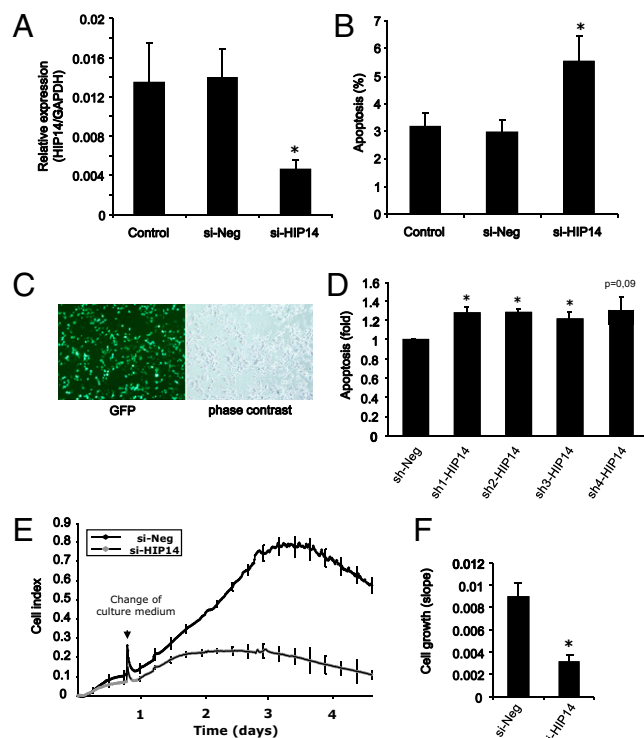 A
0.02
0.016
0.012
0.008
0.004
0
Relative expression
(HIP14/GAPDH)
*
Control
si-Neg
si-HIP14
B
8
7
6
5
4
3
2
1
0
Apoptosis (%)
*
Control
si-Neg
si-HIP14
C
GFP
phase contrast
D
1.6
1.4
1.2
1
0.8
0.6
0.4
0.2
0
Apoptosis (fold)
*
*
*
p=0,09
sh-Neg
sh1-HIP14
sh2-HIP14
sh3-HIP14
sh4-HIP14
E
0.9
0.8
0.7
0.6
0.5
0.4
0.3
0.2
0.1
0
Cell index
si-Neg
si-HIP14
Change of
culture medium
1
2
3
4
Time (days)
F
0.012
0.01
0.008
0.006
0.004
0.002
0
Cell growth (slope)
*
si-Neg
si-HIP14